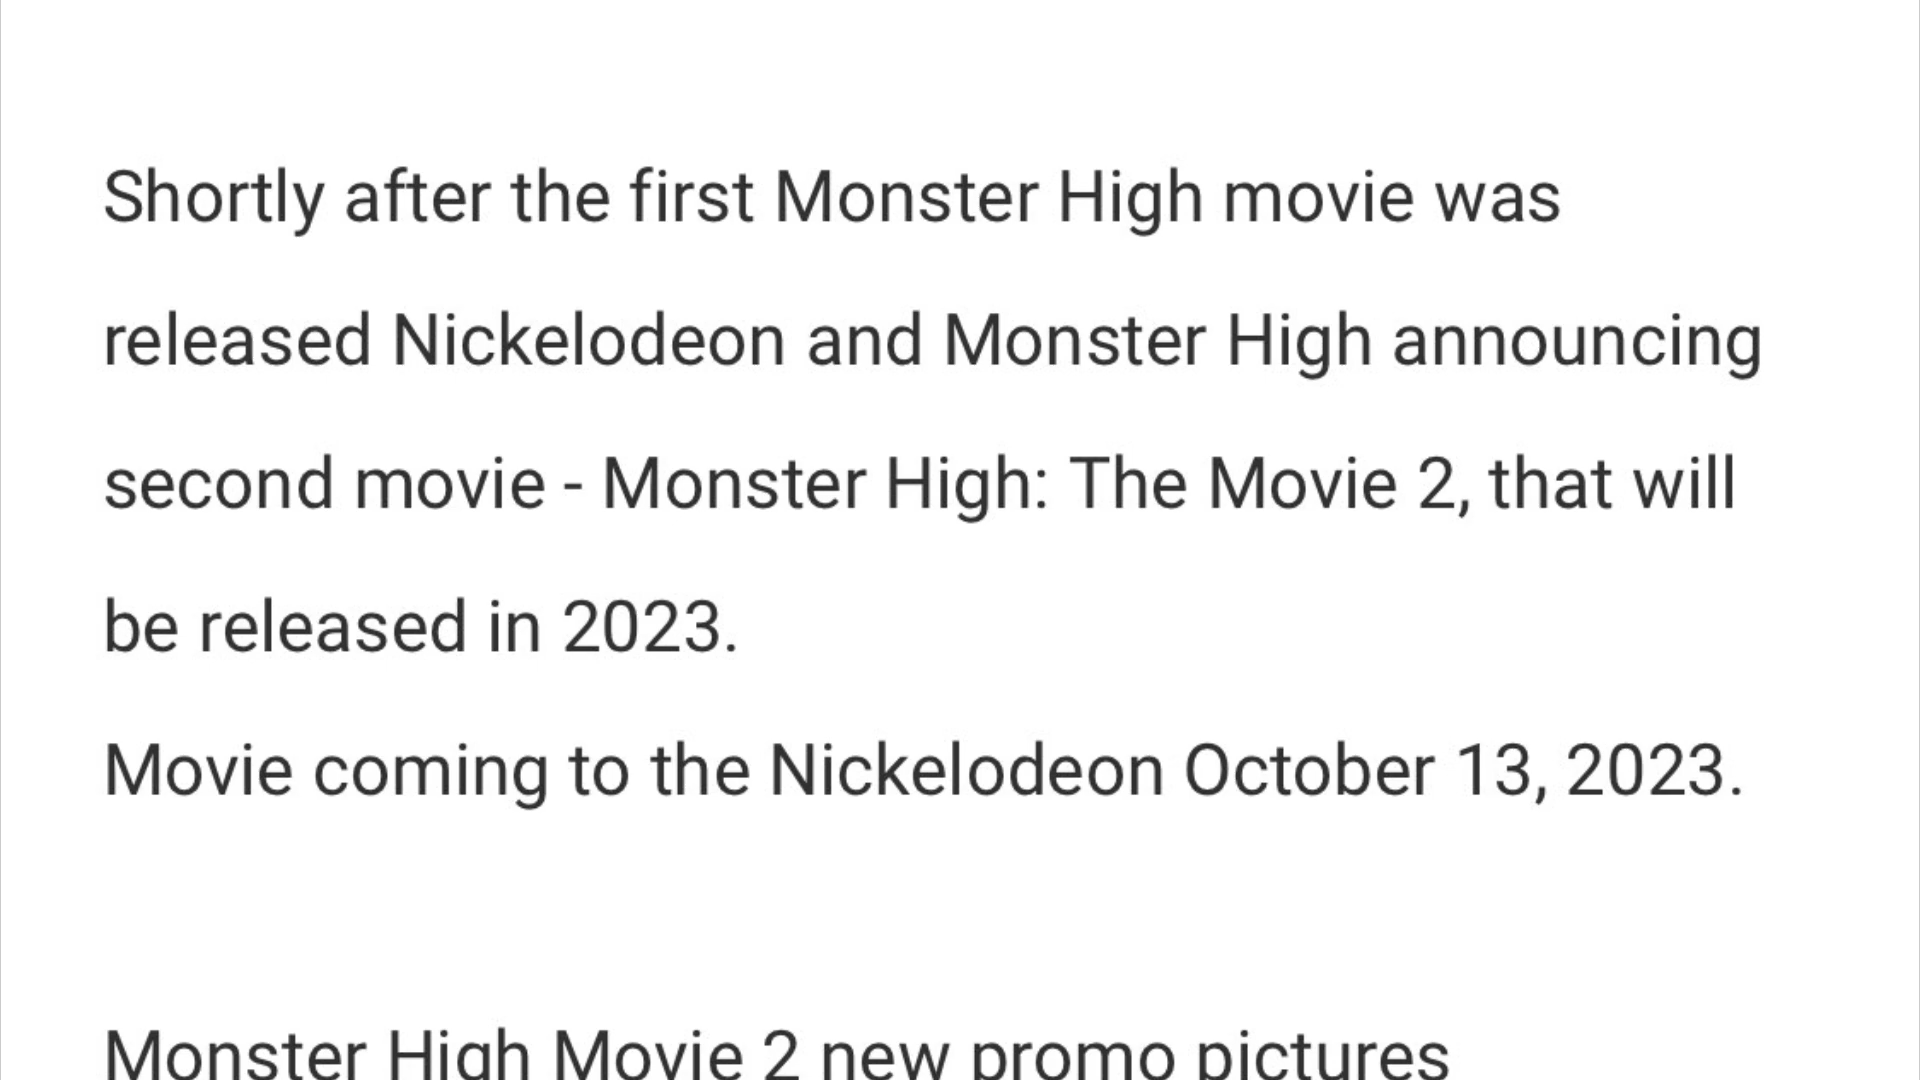 Shortly after the first Monster High movie was
released Nickelodeon and Monster High announcing
second movie - Monster High: The Movie 2, that will
be released in 2023.
Movie coming to the Nickelodeon October 13, 2023.
Monster High Movie 2 new promo pictures